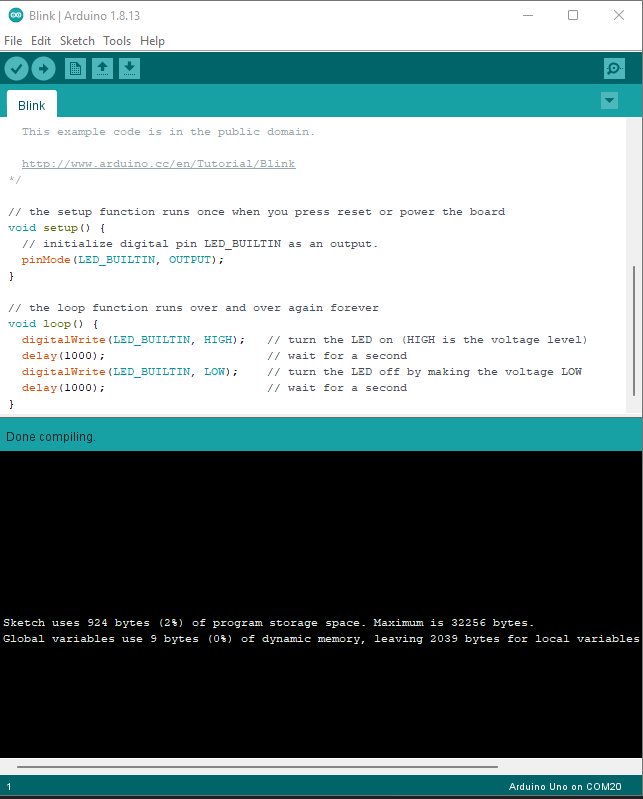 Blink | Arduino 1.8.13
File Edit Sketch Tools Help
Blink
This example code is in the public domain.
http://www.arduino.cc/en/Tutorial/Blink
*/
// the setup function runs once when you press reset or power the board
void setup() {
// initialize digital pin LED_BUILTIN as an output.
pinMode(LED_BUILTIN, OUTPUT);
}
// the loop function runs over and over again forever
void loop() {
digitalWrite(LED_BUILTIN, HIGH);   // turn the LED on (HIGH is the voltage level)
delay(1000);                       // wait for a second
digitalWrite(LED_BUILTIN, LOW);    // turn the LED off by making the voltage LOW
delay(1000);                       // wait for a second
}
Done compiling.
Sketch uses 924 bytes (2%) of program storage space. Maximum is 32256 bytes.
Global variables use 9 bytes (0%) of dynamic memory, leaving 2039 bytes for local variables
1
Arduino Uno on COM20